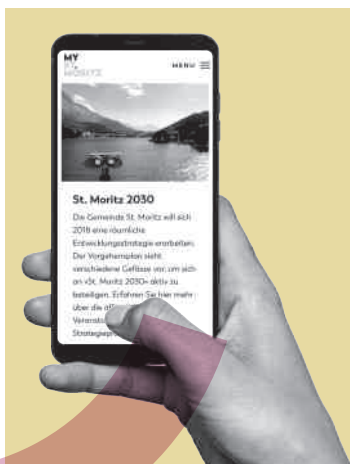 MY
ST.
MORITZ
MENU
St. Moritz 2030
Die Gemeinde St. Moritz will sich
2018 eine räumliche
Entwicklungsstrategie erarbeiten.
Der Vorgehensplan sieht
verschiedene Gefässe vor, um sich
an «St. Moritz 2030» aktiv zu
beteiligen. Erfahren Sie hier mehr
über die